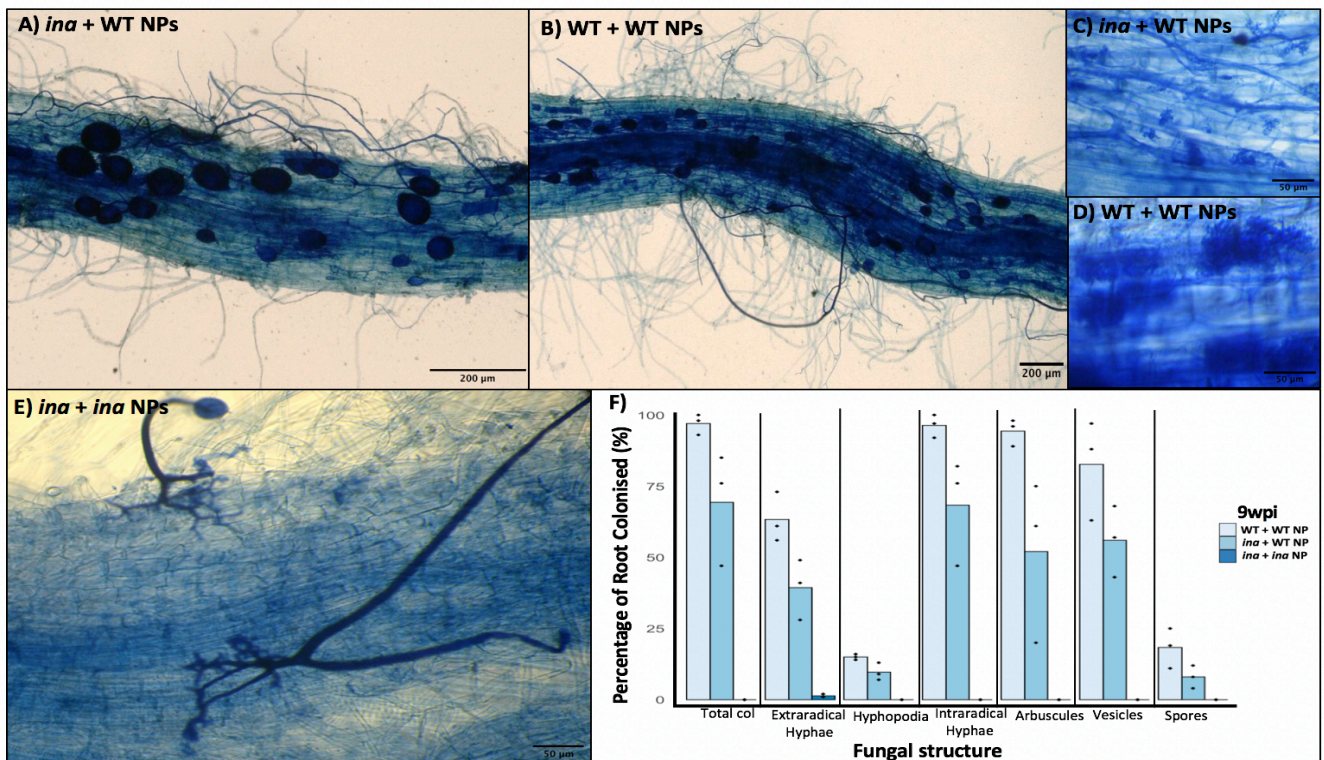 A) ina + WT NPs
200 µm
B) WT + WT NPs
200 µm
C) ina + WT NPs
50 µm
D) WT + WT NPs
50 µm
E) ina + ina NPs
50 µm
F)
Percentage of Root Colonised (%)
100
75
50
25
0
Total col
Extraradical
Hyphae
Hyphopodia
Intraradical
Hyphae
Arbuscules
Vesicles
Spores
Fungal structure
9wpi
WT + WT NP
ina + WT NP
ina + ina NP